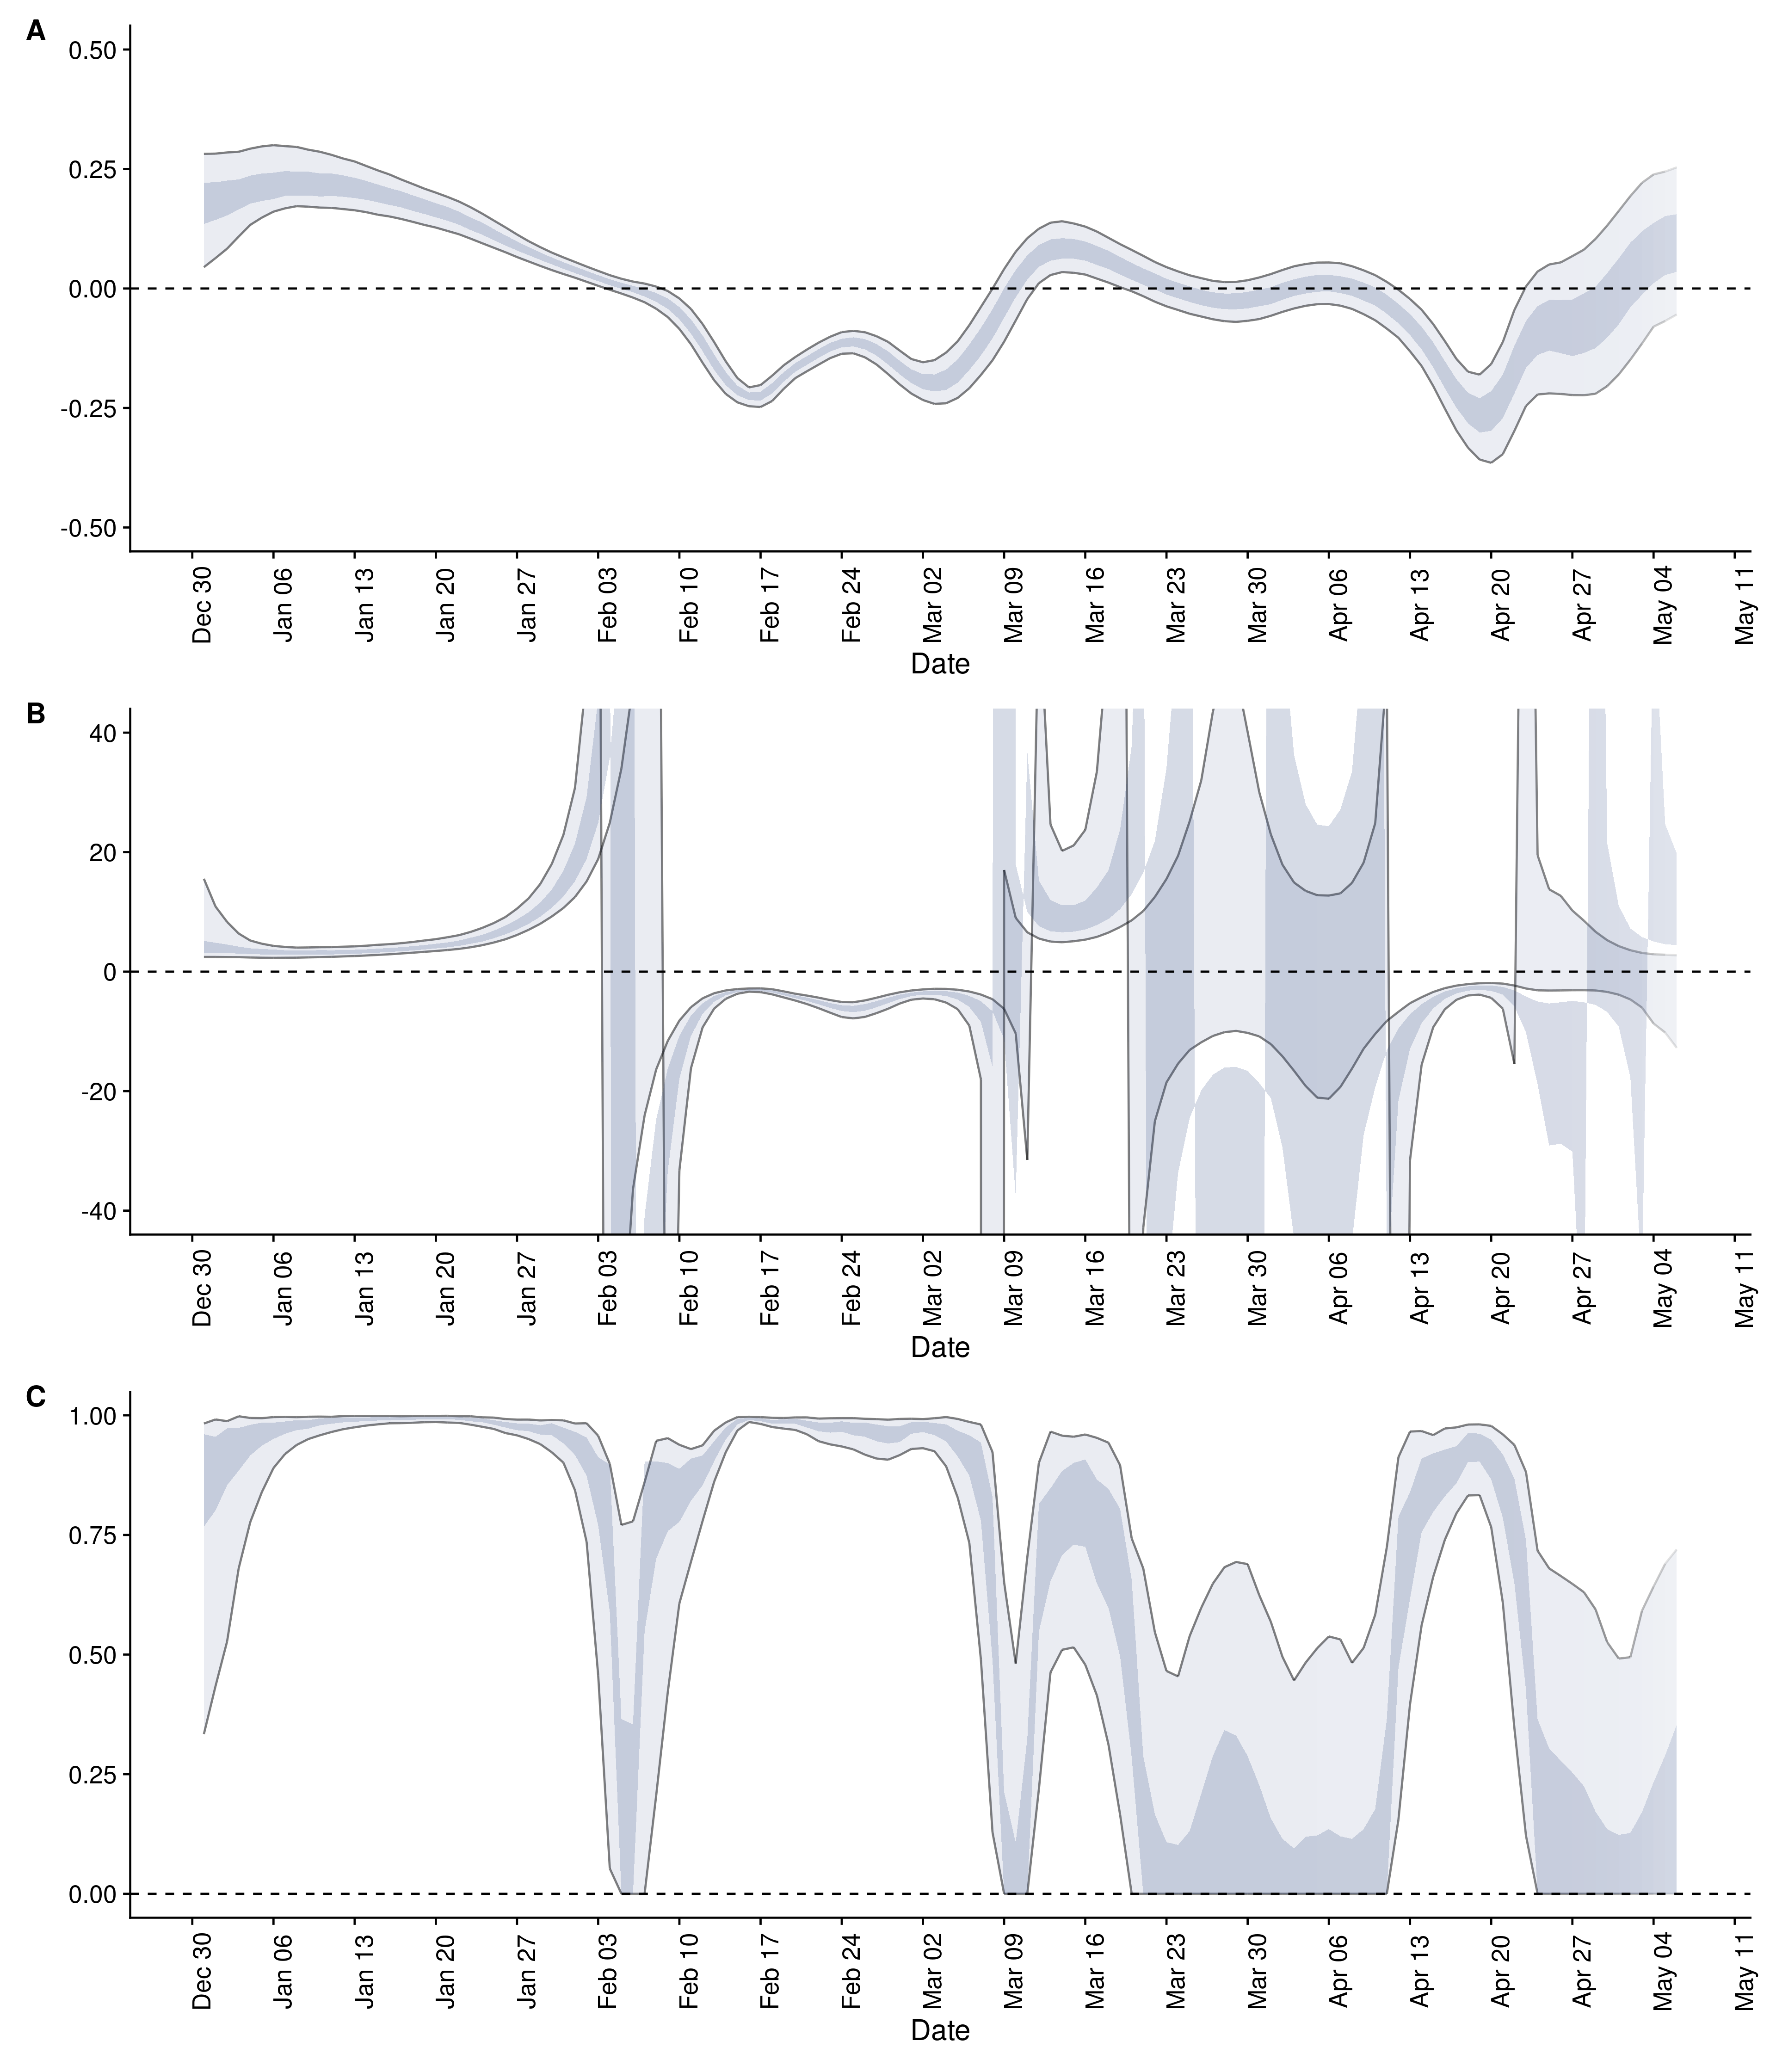 A
0.50
0.25
0.00
-0.25
-0.50
Dec 30
Jan 06
Jan 13
Jan 20
Jan 27
Feb 03
Feb 10
Feb 17
Feb 24
Mar 02
Mar 09
Mar 16
Mar 23
Mar 30
Apr 06
Apr 13
Apr 20
Apr 27
May 04
May 11
Date
B
40
20
0
-20
-40
Dec 30
Jan 06
Jan 13
Jan 20
Jan 27
Feb 03
Feb 10
Feb 17
Feb 24
Mar 02
Mar 09
Mar 16
Mar 23
Mar 30
Apr 06
Apr 13
Apr 20
Apr 27
May 04
May 11
Date
C
1.00
0.75
0.50
0.25
0.00
Dec 30
Jan 06
Jan 13
Jan 20
Jan 27
Feb 03
Feb 10
Feb 17
Feb 24
Mar 02
Mar 09
Mar 16
Mar 23
Mar 30
Apr 06
Apr 13
Apr 20
Apr 27
May 04
May 11
Date